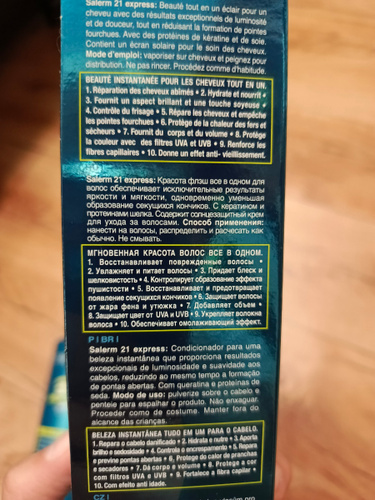 Salerm 21 express: Beauté tout en un éclair pour un
cheveu avec des résultats exceptionnels de luminosité
et de douceur, tout en réduisant la formation de pointes
fourchues. Avec des protéines de kératine et de soie.
Contient un écran solaire pour le soin des cheveux.
Mode d'emploi: vaporiser sur cheveux et peignez pour
distribution. Ne pas rincer. Procédez comme d'habitude.
BEAUTÉ INSTANTANÉE POUR LES CHEVEUX TOUT EN UN.
1. Réparation des cheveux abîmés • 2. Hydrate et nourrit •
3. Fournit un aspect brillant et une touche soyeuse •
4. Contrôle du frisage • 5. Répare les cheveux et empêche
les pointes fourchues • 6. Protège de la chaleur des fers et
sécheurs • 7. Fournit du corps et du volume • 8. Protège
la couleur avec des filtres UVA et UVB • 9. Renforce les
fibres capillaires • 10. Donne un effet anti- vieillissement.
Salerm 21 express: Красота флэш все в одном для
волос обеспечивает исключительные результаты
яркости и мягкости, одновременно уменьшая
образование секущихся кончиков. С кератином и
протеинами шелка. Содержит солнцезащитный крем
для ухода за волосами. Способ применения:
нанести на волосы, распределить и расчесать как
обычно. Не смывать.
МГНОВЕННАЯ КРАСОТА ВОЛОС ВСЕ В ОДНОМ.
1. Восстанавливает поврежденные волосы •
2. Увлажняет и питает волосы • 3. Придает блеск и
шелковистость • 4. Контролирует образование эффекта
пушистости • 5. Восстанавливает и предотвращает
появление секущихся кончиков • 6. Защищает волосы
от жара фена и утюжка • 7. Добавляет объем •
8. Защищает цвет от UVA и UVB • 9. Укрепляет волокна
волоса • 10. Обеспечивает омолаживающий эффект.
P | BR |
Salerm 21 express: Condicionador para uma
beleza instantânea que proporciona resultados
excepcionais de luminosidade e suavidade aos
cabelos, reduzindo ao mesmo tempo a formação
de pontas abertas. Com queratina e proteínas de
seda. Modo de uso: pulverize sobre os cabelos e
penteie para espalhar o produto. Não enxaguar.
Proceder como de costume. Manter fora do
alcance das crianças.
BELEZA INSTANTÂNEA TUDO EM UM PARA O CABELO.
1. Repara o cabelo danificado • 2. Hidrata e nutre • 3. Aporta
brilho e sedosidade • 4. Controla o encrespamento • 5. Repara
e previne pontas abertas • 6. Protege do calor de pranchas
e secadores • 7. Dá corpo e volume • 8. Protege a cor
com filtros UVA e UVB • 9. Fortalece a fibra capilar •
10. Com efeito anti idade.
CZ |